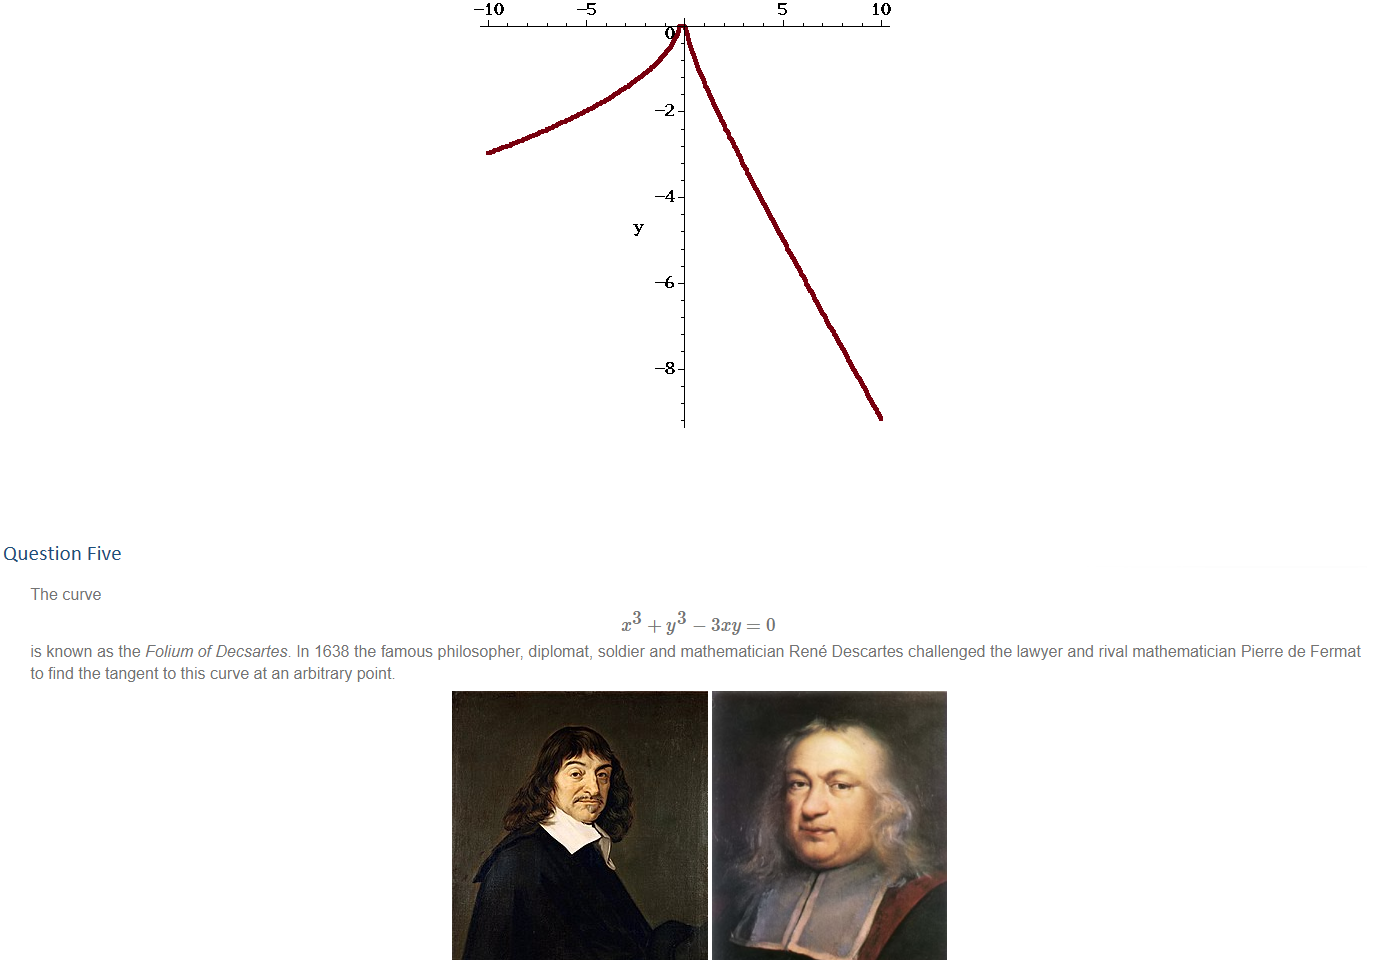 −10 −5 5 10
0
−2
−4
y
−6
−8
Question Five
The curve
x³ + y³ − 3xy = 0
is known as the Folium of Decsartes. In 1638 the famous philosopher, diplomat, soldier and mathematician René Descartes challenged the lawyer and rival mathematician Pierre de Fermat
to find the tangent to this curve at an arbitrary point.